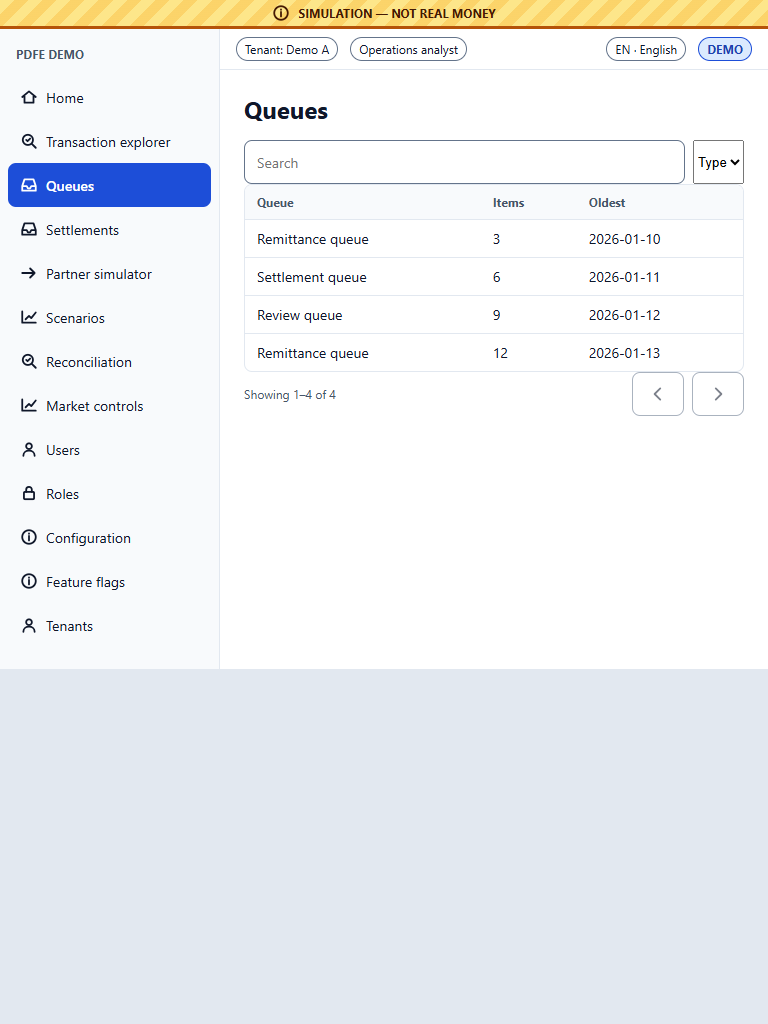 SIMULATION — NOT REAL MONEY
PDFE DEMO
Tenant: Demo A
Operations analyst
EN · English
DEMO
Home
Transaction explorer
Queues
Settlements
Partner simulator
Scenarios
Reconciliation
Market controls
Users
Roles
Configuration
Feature flags
Tenants
Queues
Search
Type
Queue Items Oldest
Remittance queue 3 2026-01-10
Settlement queue 6 2026-01-11
Review queue 9 2026-01-12
Remittance queue 12 2026-01-13
Showing 1–4 of 4